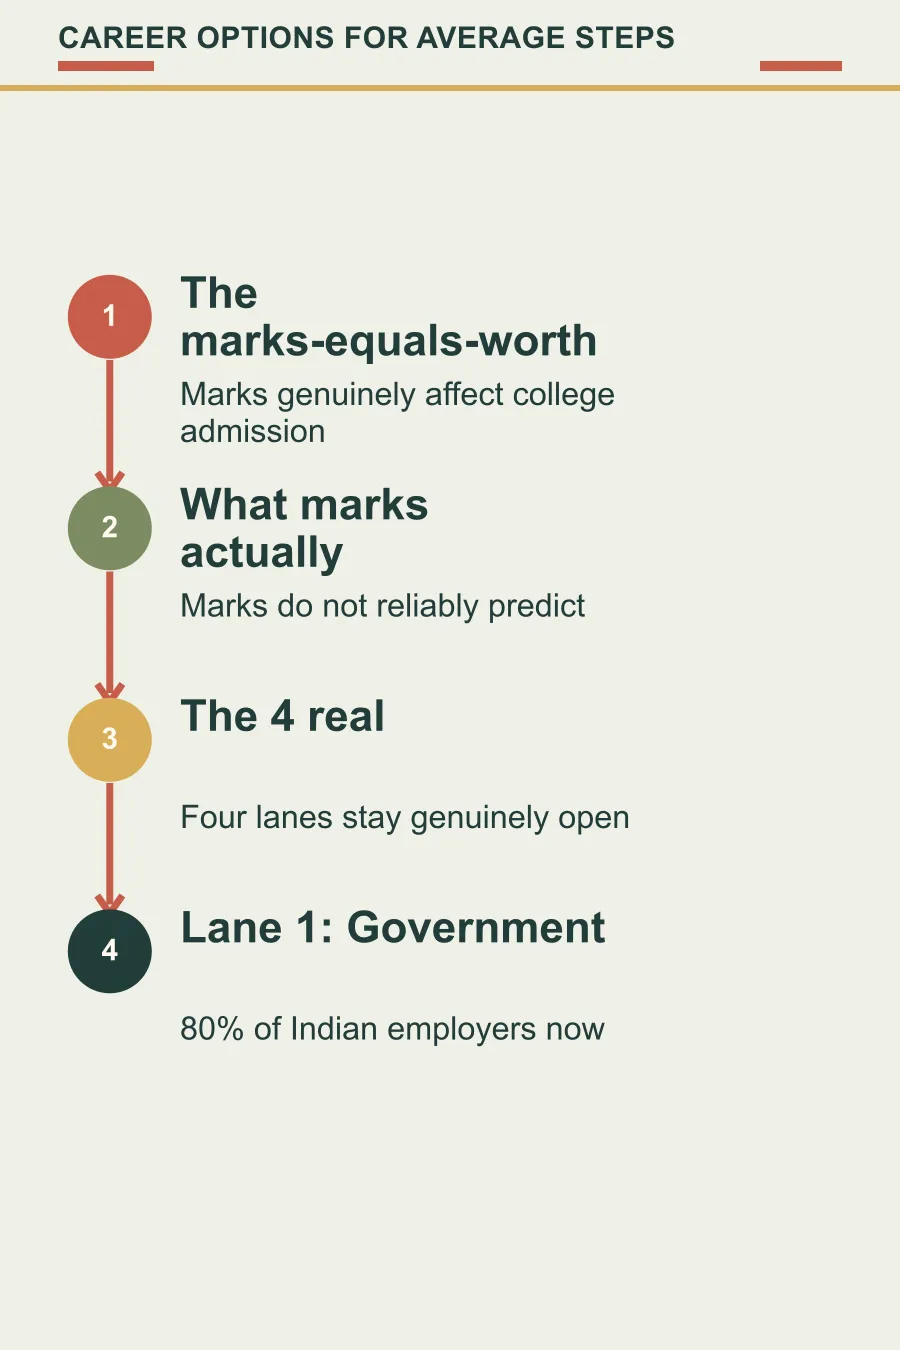 CAREER OPTIONS FOR AVERAGE STEPS
1
The
marks-equals-worth
Marks genuinely affect college
admission
2
What marks
actually
Marks do not reliably predict
3
The 4 real
Four lanes stay genuinely open
4
Lane 1: Government
80% of Indian employers now